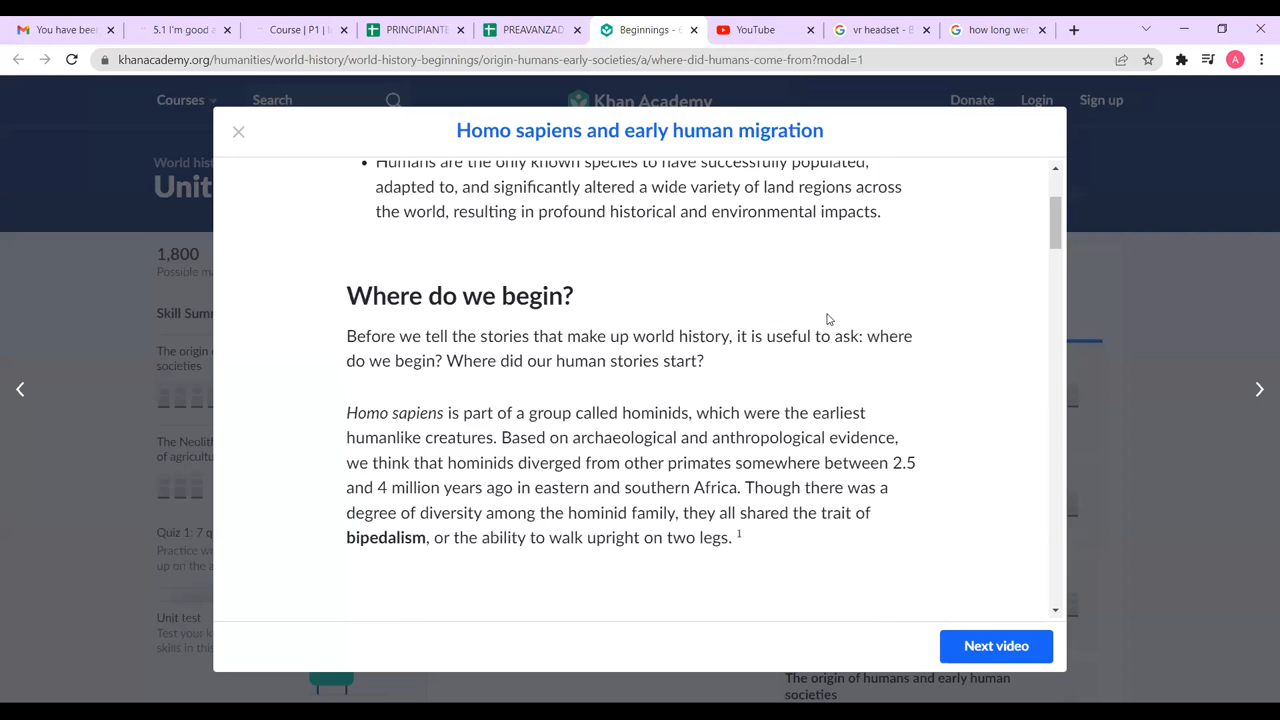 You have been
5.1 I'm good a
Course | P1 |
PRINCIPIANTE
PREAVANZAD
Beginnings -
YouTube
vr headset - B
how long wer
khanacademy.org/humanities/world-history/world-history-beginnings/origin-humans-early-societies/a/where-did-humans-come-from?modal=1
A
Courses
Search
Khan Academy
Donate
Login
Sign up
Homo sapiens and early human migration
World his
Unit
• Humans are the only known species to have successfully populated,
adapted to, and significantly altered a wide variety of land regions across
the world, resulting in profound historical and environmental impacts.
1,800
Possible ma
Skill Sum
The origin
societies
The Neolit
of agricultu
Quiz 1: 7 q
Practice w
up on the a
Unit test
Test your k
skills in this
Where do we begin?
Before we tell the stories that make up world history, it is useful to ask: where
do we begin? Where did our human stories start?
Homo sapiens is part of a group called hominids, which were the earliest
humanlike creatures. Based on archaeological and anthropological evidence,
we think that hominids diverged from other primates somewhere between 2.5
and 4 million years ago in eastern and southern Africa. Though there was a
degree of diversity among the hominid family, they all shared the trait of
bipedalism, or the ability to walk upright on two legs. 1
Next video
The origin of humans and early human
societies